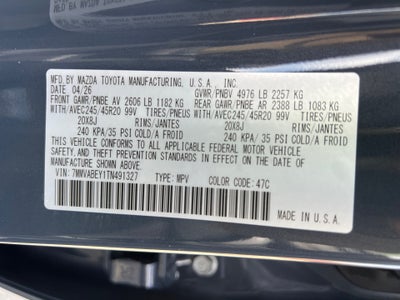 MFD. BY MAZDA TOYOTA MANUFACTURING, U.S.A., INC.
DATE: 04/26 GVWR/PNBV 4976 LB 2257 KG
FRONT GAWR/PNBE AV 2606 LB 1182 KG REAR GAWR/PNBE AR 2388 LB 1083 KG
WITH/AVEC245/45R20 99V TIRES/PNEUS WITH/AVEC245/45R20 99V TIRES/PNEUS
20X8J RIMS/JANTES 20X8J RIMS/JANTES
240 KPA/35 PSI COLD/A FROID 240 KPA/ 35 PSI COLD/A FROID
THIS VEHICLE CONFORMS TO ALL APPLICABLE FEDERAL MOTOR VEHICLE
SAFETY, BUMPER, AND THEFT PREVENTION STANDARDS IN EFFECT ON
THE DATE OF MANUFACTURE SHOWN ABOVE.
VIN: 7MMVABEY1TN491327 TYPE: MPV COLOR CODE: 47C
MADE IN U.S.A.